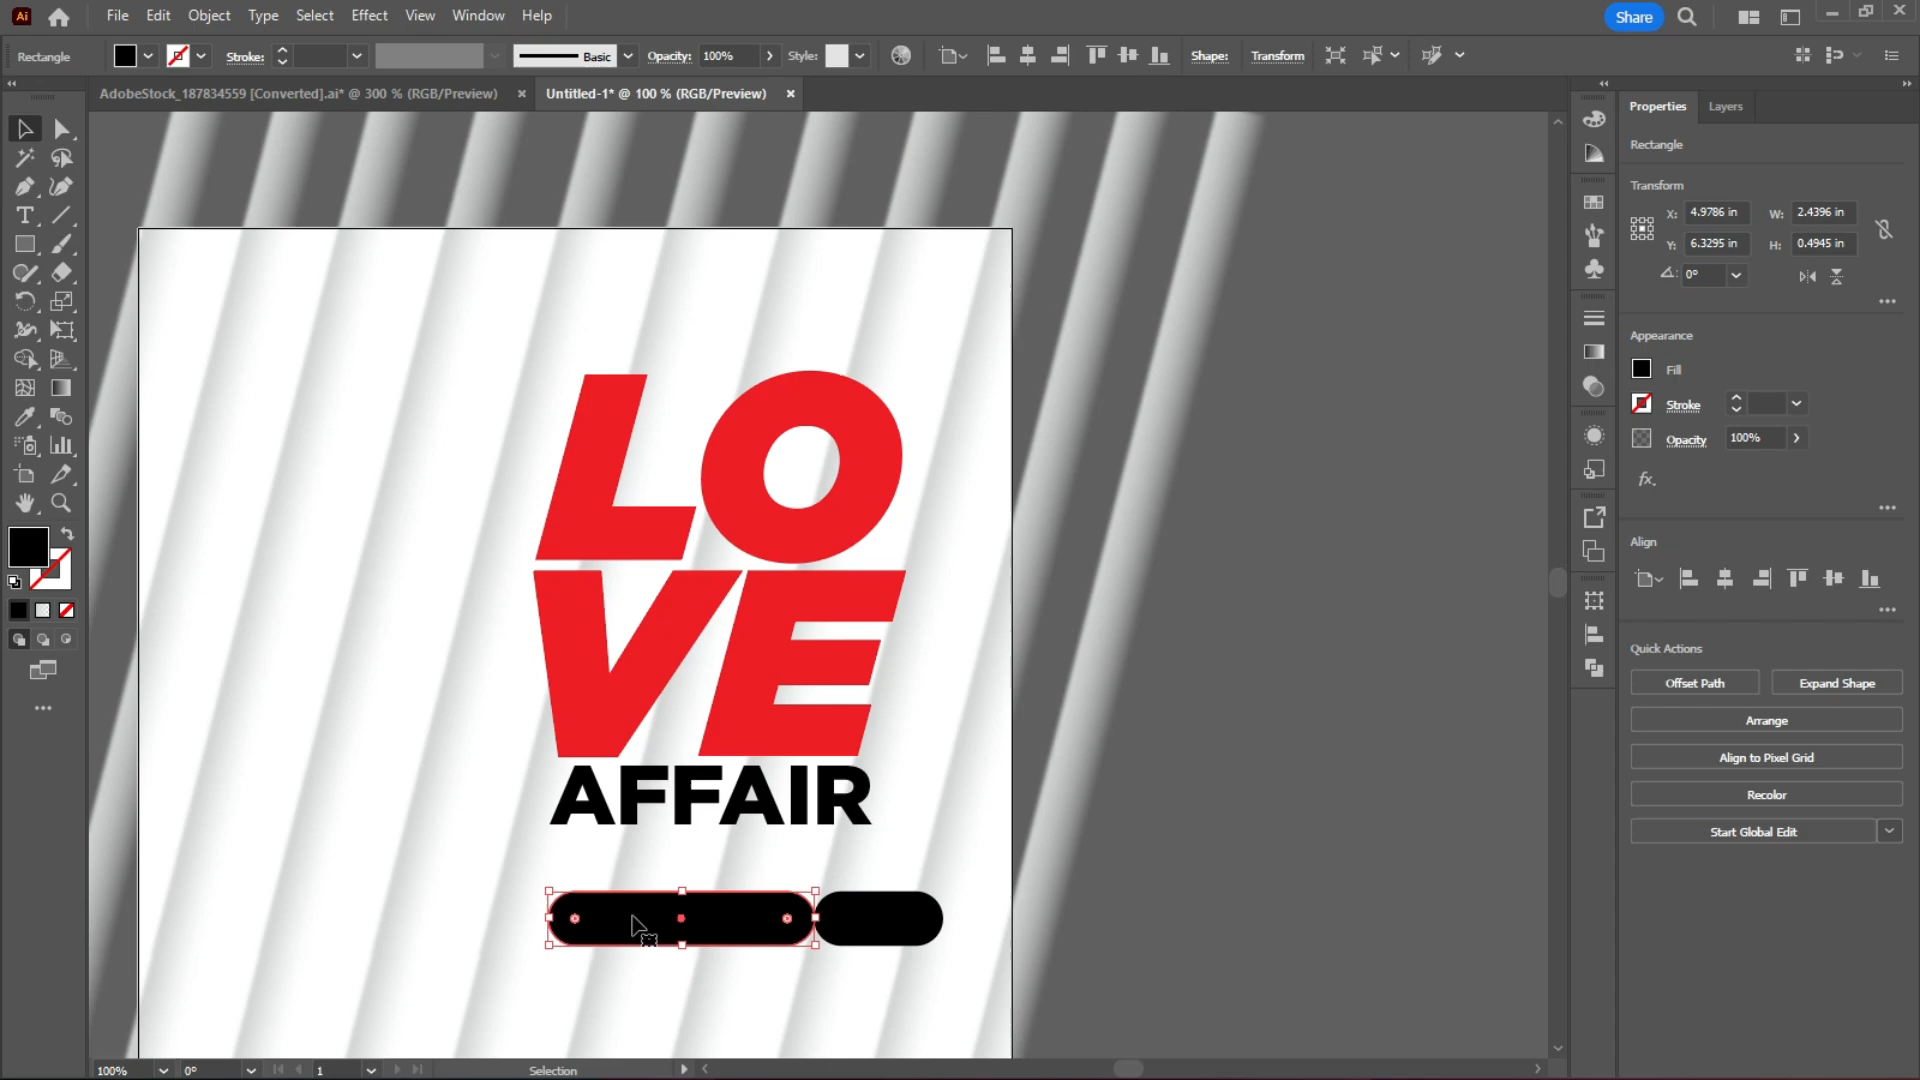 Ai File Edit Object Type Select Effect View Window Help Share
Rectangle Stroke: Basic Opacity: 100% Style: Shape: Transform
AdobeStock_187834559 [Converted].ai* @ 300 % (RGB/Preview) × Untitled-1* @ 100 % (RGB/Preview) ×
Properties Layers
Rectangle
Transform
X: 4.9786 in W: 2.4396 in
Y: 6.3295 in H: 0.4945 in
0°
Appearance
Fill
Stroke
Opacity 100%
fx.
Align
Quick Actions
Offset Path Expand Shape
Arrange
Align to Pixel Grid
Recolor
Start Global Edit
LO
VE
AFFAIR
100% 0° 1 Selection